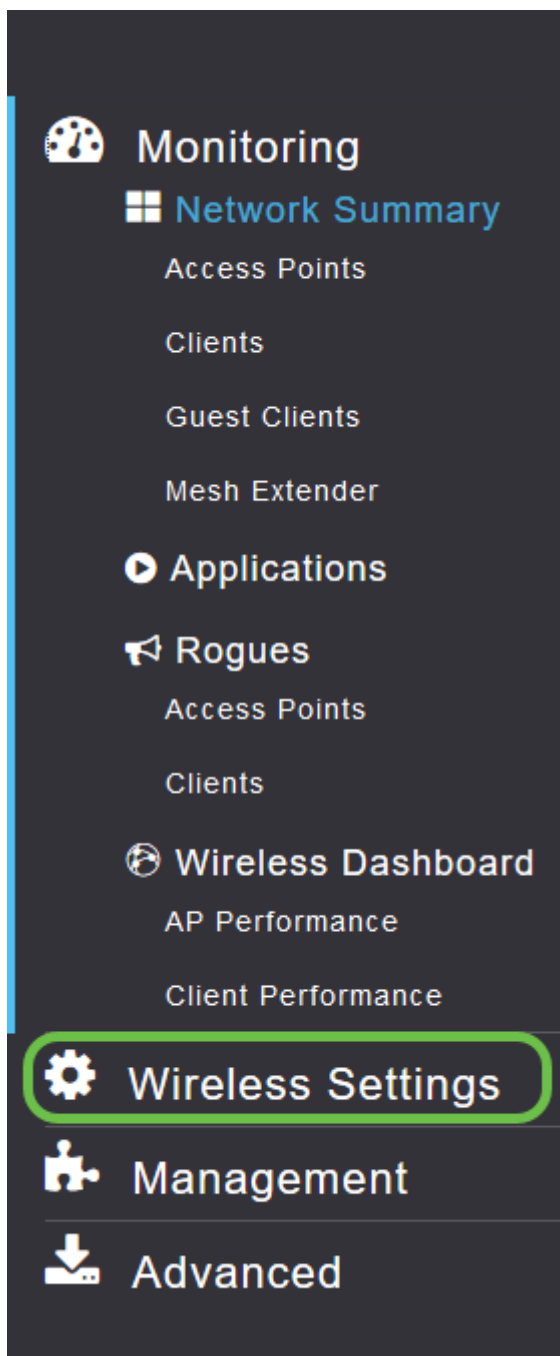 Monitoring
Network Summary
Access Points
Clients
Guest Clients
Mesh Extender
Applications
Rogues
Access Points
Clients
Wireless Dashboard
AP Performance
Client Performance
Wireless Settings
Management
Advanced